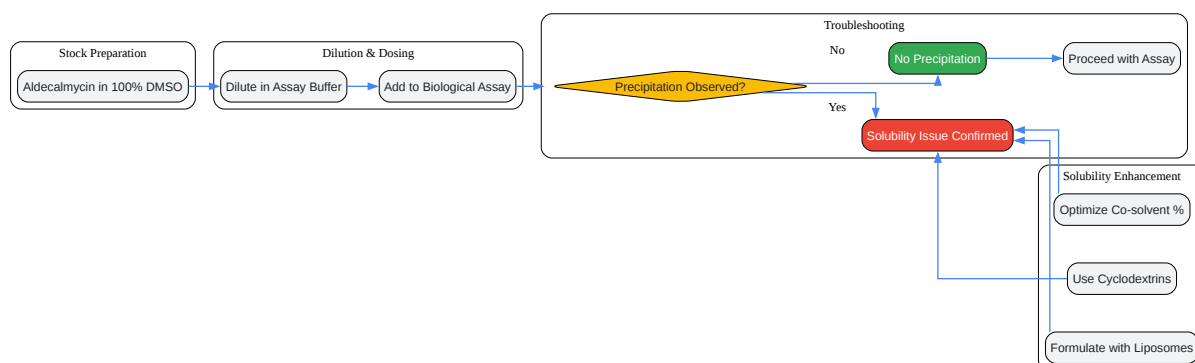 Troubleshooting
Stock Preparation
Dilution & Dosing
No
No Precipitation
Proceed with Assay
Aldecalmycin in 100% DMSO
Dilute in Assay Buffer
Add to Biological Assay
Precipitation Observed?
Yes
Solubility Issue Confirmed
Solubility Enhancement
Optimize Co-solvent %
Use Cyclodextrins
Formulate with Liposomes